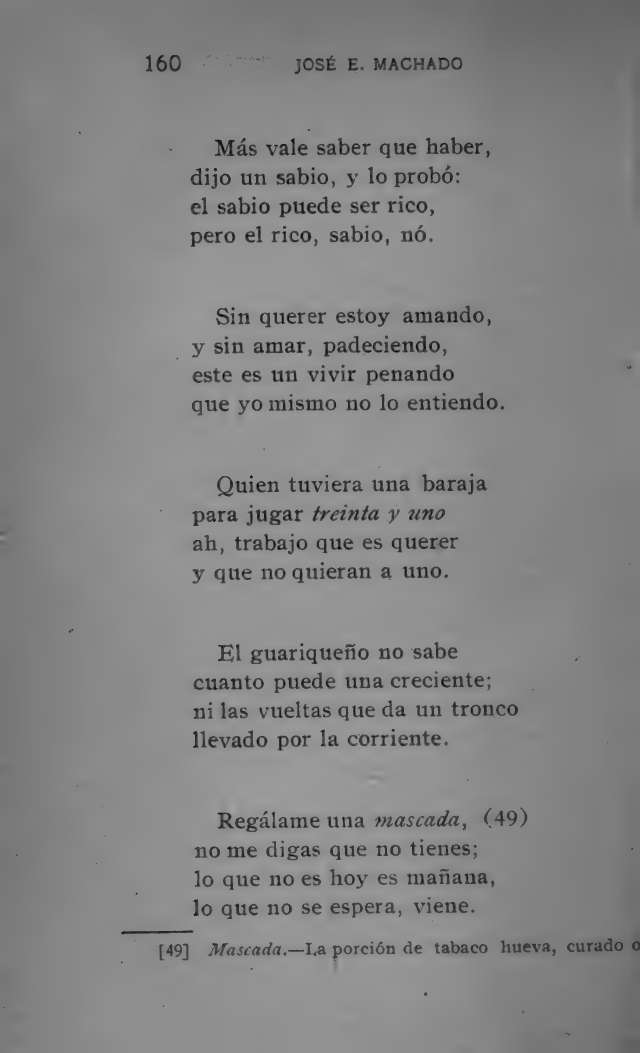 160 JOSÉ E. MACHADO
Más vale saber que haber,
dijo un sabio, y lo probó:
el sabio puede ser rico,
pero el rico, sabio, nó.
Sin querer estoy amando,
y sin amar, padeciendo,
este es un vivir penando
que yo mismo no lo entiendo.
Quien tuviera una baraja
para jugar treinta y uno
ah, trabajo que es querer
y que no quieran a uno.
El guariqueño no sabe
cuanto puede una creciente;
ni las vueltas que da un tronco
llevado por la corriente.
Regálame una mascada, (49)
no me digas que no tienes;
lo que no es hoy es mañana,
lo que no se espera, viene.
[49] Mascada.—La porción de tabaco hueva, curado o